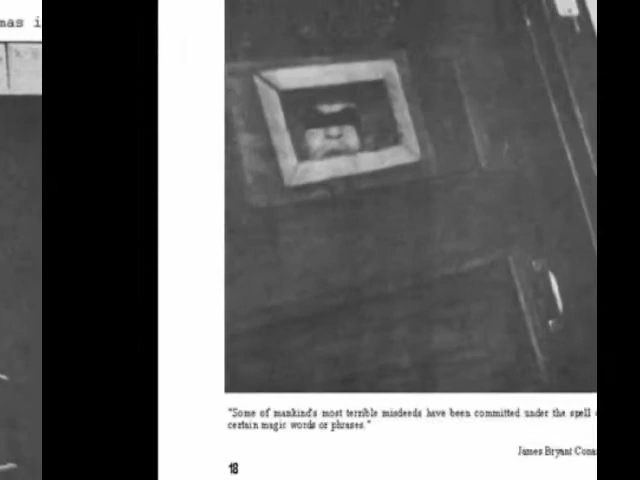 mas i
"Some of mankind's most terrible misdeeds have been committed under the spell
certain magic words or phrases."
James Bryant Cona
18